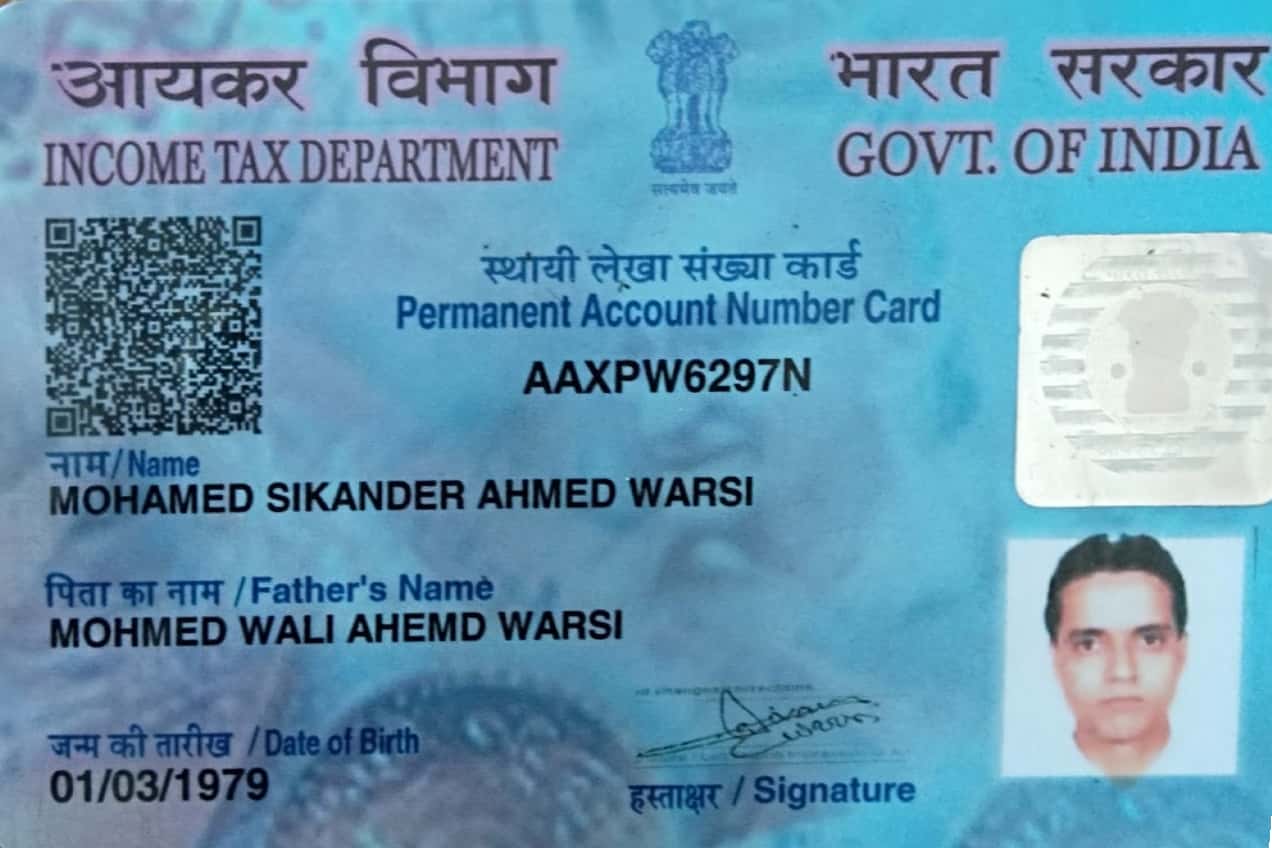 आयकर विभाग
INCOME TAX DEPARTMENT
सत्यमेव जयते
भारत सरकार
GOVT. OF INDIA
स्थायी लेखा संख्या कार्ड
Permanent Account Number Card
AAXPW6297N
नाम/Name
MOHAMED SIKANDER AHMED WARSI
पिता का नाम /Father's Name
MOHMED WALI AHEMD WARSI
जन्म की तारीख /Date of Birth
01/03/1979
हस्ताक्षर / Signature